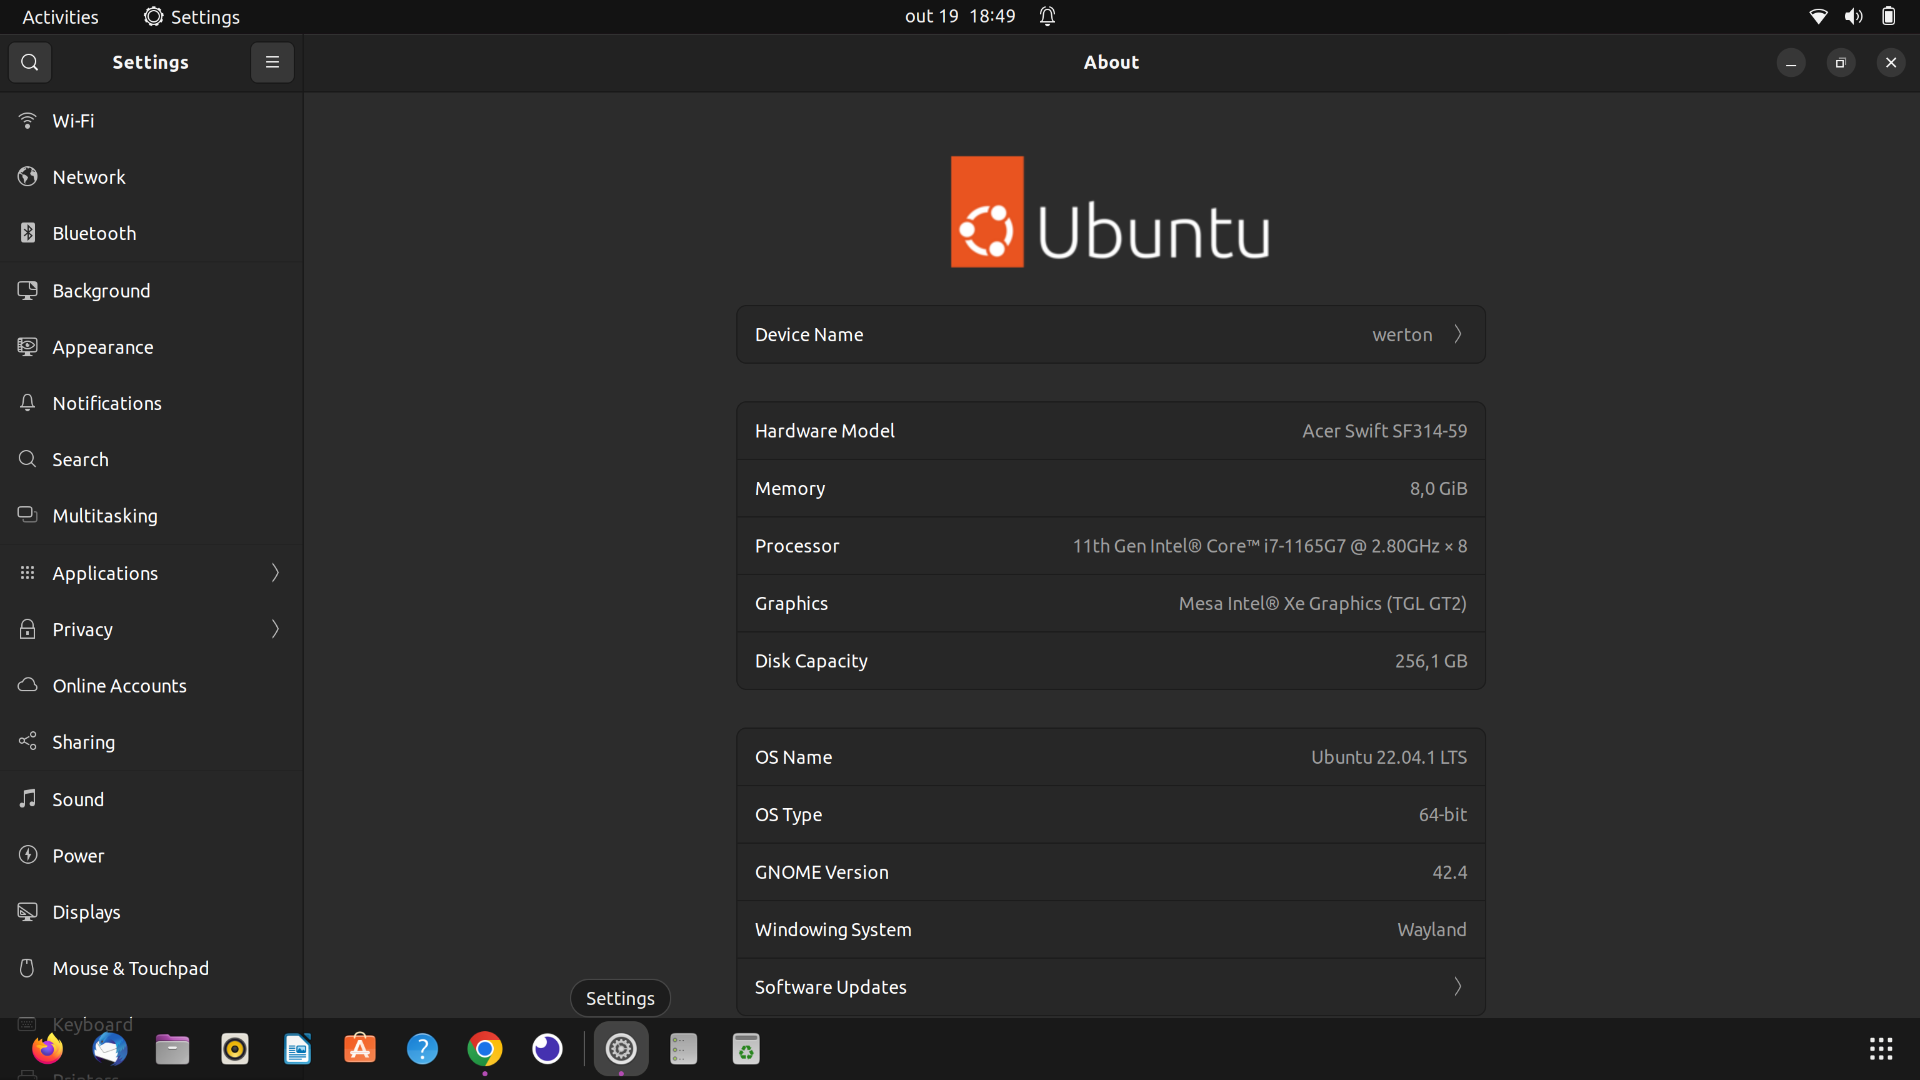 Activities
Settings
out 19 18:49
Settings
About
Wi-Fi
Network
Bluetooth
Background
Appearance
Notifications
Search
Multitasking
Applications
Privacy
Online Accounts
Sharing
Sound
Power
Displays
Mouse & Touchpad
Keyboard
Printers
Ubuntu
Device Name
werton
Hardware Model
Acer Swift SF314-59
Memory
8,0 GiB
Processor
11th Gen Intel® Core™ i7-1165G7 @ 2.80GHz × 8
Graphics
Mesa Intel® Xe Graphics (TGL GT2)
Disk Capacity
256,1 GB
OS Name
Ubuntu 22.04.1 LTS
OS Type
64-bit
GNOME Version
42.4
Windowing System
Wayland
Software Updates
Settings